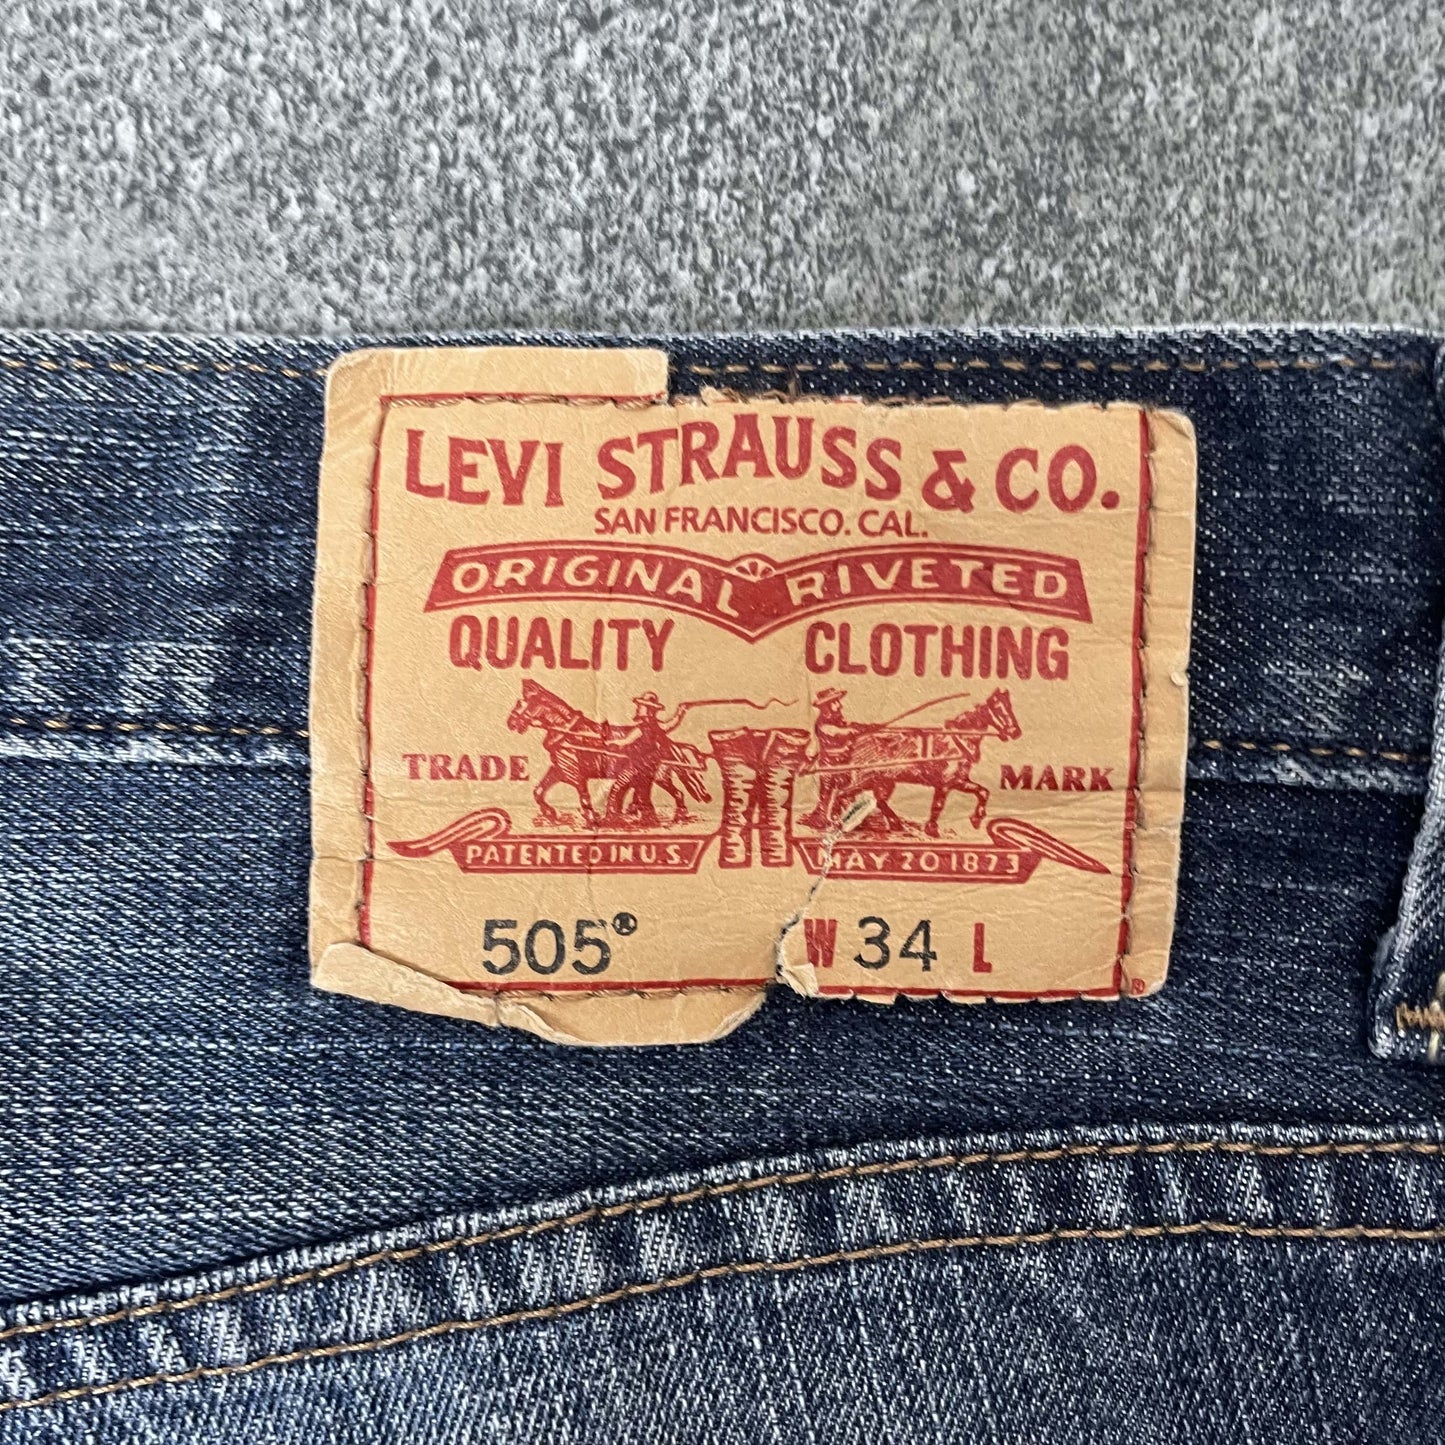 LEVI STRAUSS & CO.
SAN FRANCISCO. CAL.
ORIGINAL RIVETED
QUALITY CLOTHING
TRADE MARK
PATENTED IN U.S. MAY 20 1873
505® W 34 L
®